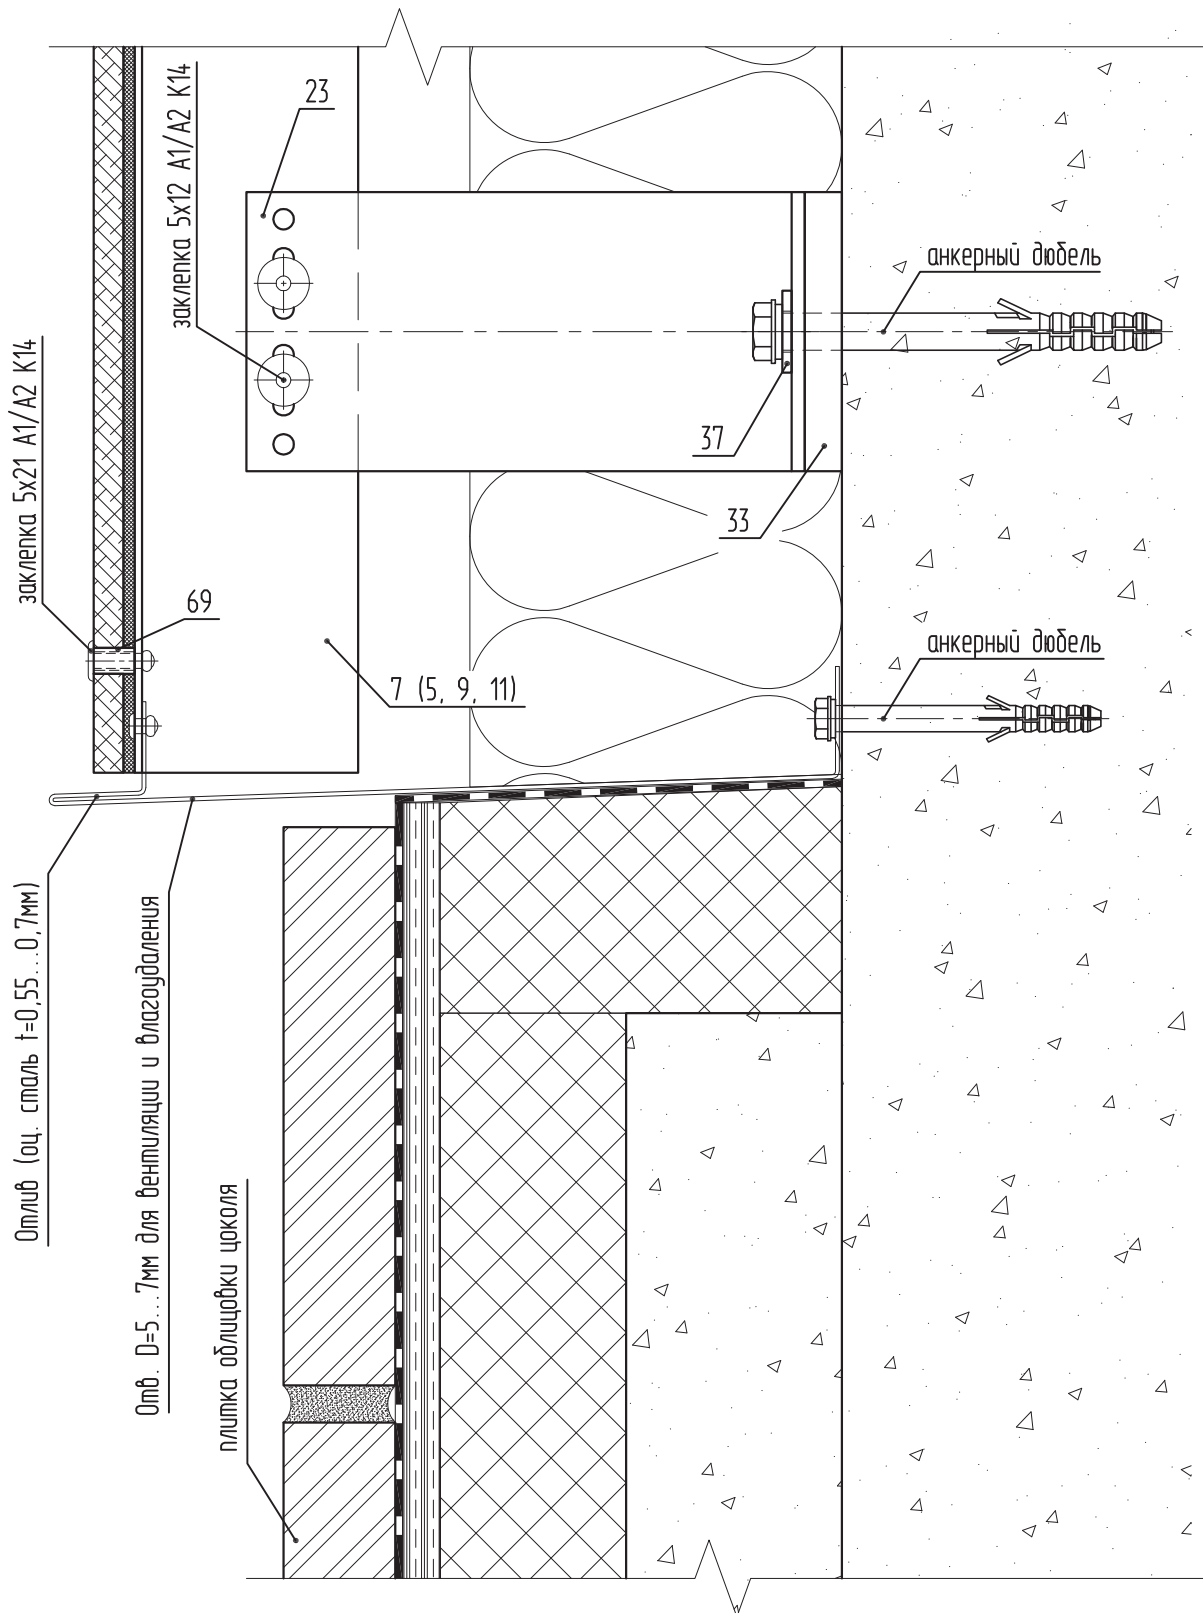 23
заклепка 5х12 А1/А2 К14
анкерный дюбель
заклепка 5х21 А1/А2 К14
37
33
69
анкерный дюбель
7 (5, 9, 11)
Отлив (оц. сталь t=0,55...0,7мм)
Отв. D=5...7мм для вентиляции и влагоудаления
плитка облицовки цоколя